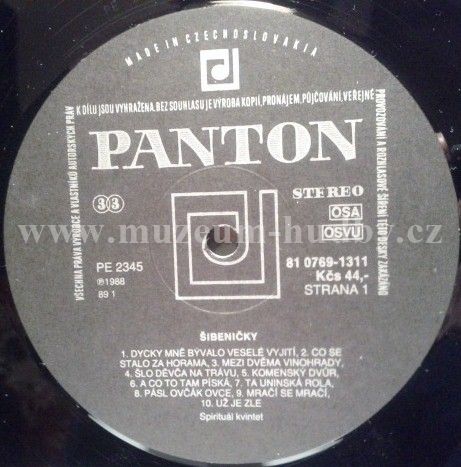 MADE IN CZECHOSLOVAKIA
VŠECHNA PRÁVA VÝROBCE A VLASTNÍKŮ AUTORSKÝCH PRÁV
K DÍLU JSOU VYHRAŽENA. BEZ SOUHLASU JE VÝROBA KOPIÍ, PRONÁJEM, PŮJČOVÁNÍ, VEŘEJNÉ
PROVOZOVÁNÍ A ROZHLASOVÉ ŠÍŘENÍ TÉTO DESKY ZAKÁZÁNO
PANTON
33
STEREO
OSA
OSVU
www.muzeum-hudby.cz
PE 2345
℗1988
89 1
81 0769-1311
Kčs 44,-
STRANA 1
ŠIBENIČKY
1. DYCKY MNĚ BÝVALO VESELÉ VYJITÍ, 2. CO SE
STALO ZA HORAMA, 3. MEZI DVĚMA VINOHRADY,
4. ŠLO DĚVČA NA TRÁVU, 5. KOMENSKÝ DVŮR,
6. A CO TO TAM PÍSKÁ, 7. TA UNINSKÁ ROLA,
8. PÁSL OVČÁK OVCE, 9. MRAČÍ SE MRAČÍ,
10. UŽ JE ZLE
Spirituál kvintet